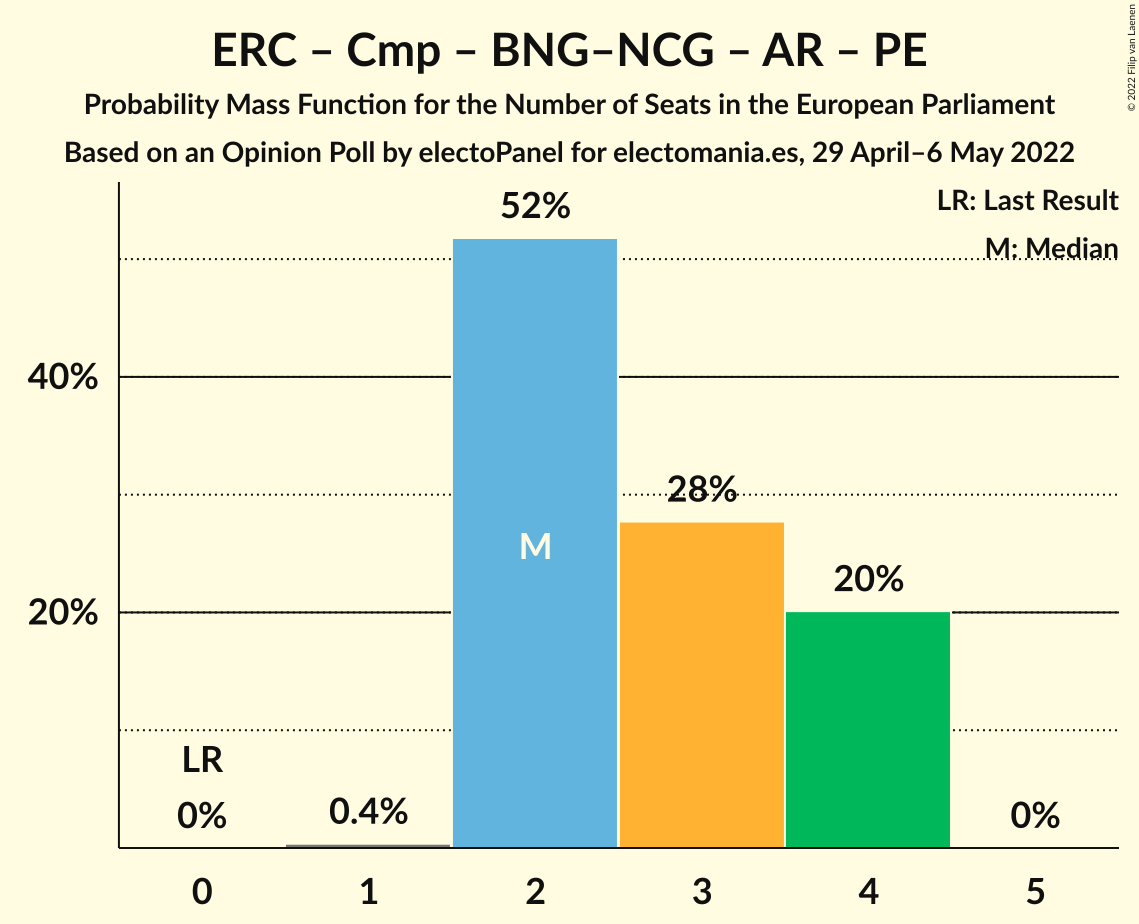 ERC – Cmp – BNG–NCG – AR – PE
Probability Mass Function for the Number of Seats in the European Parliament
Based on an Opinion Poll by electoPanel for electomania.es, 29 April–6 May 2022
© 2022 Filip van Laenen
LR: Last Result
M: Median
52%
40%
28%
M
20%
20%
LR
0%
0.4%
0%
0 1 2 3 4 5